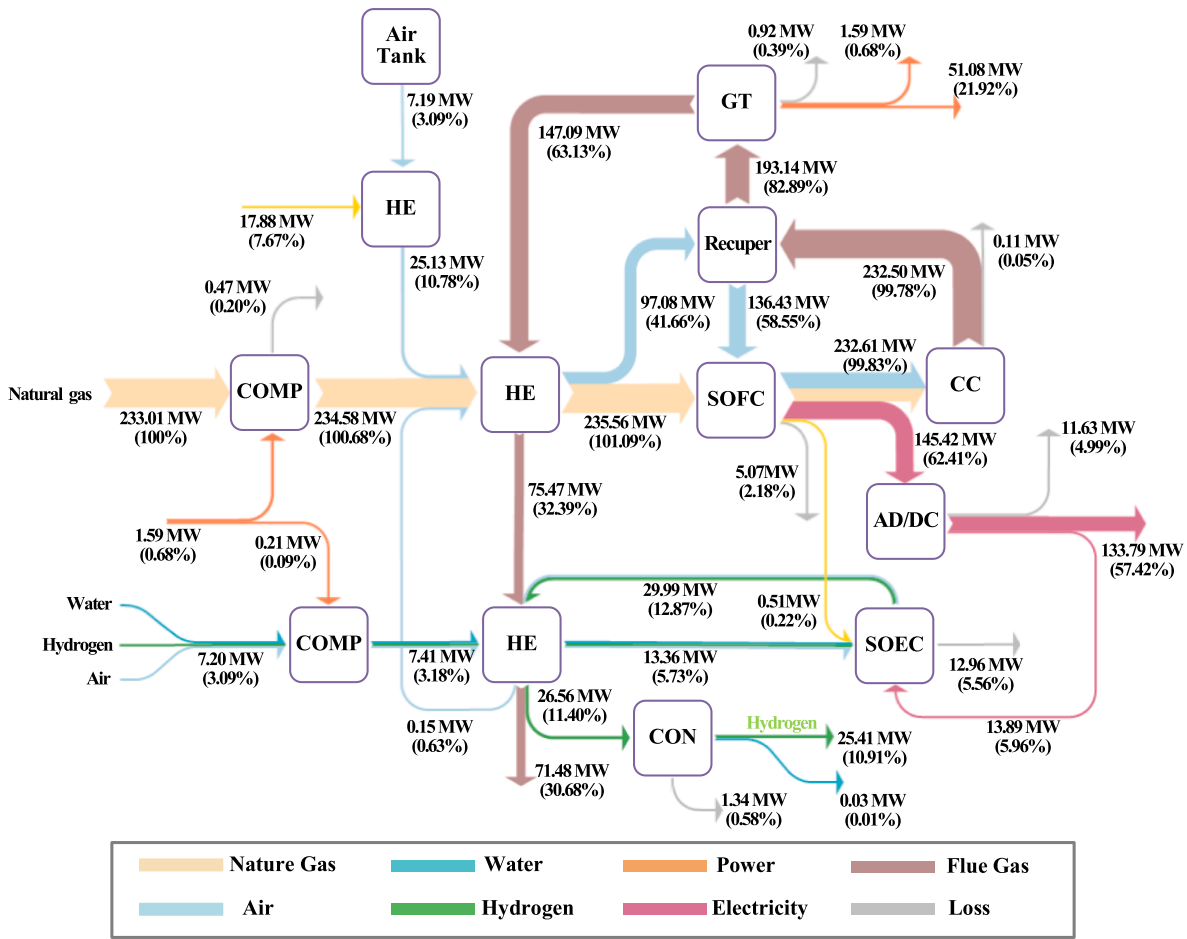 Air
Tank
7.19 MW
(3.09%)
0.92 MW
(0.39%)
1.59 MW
(0.68%)
51.08 MW
(21.92%)
GT
147.09 MW
(63.13%)
193.14 MW
(82.89%)
HE
17.88 MW
(7.67%)
25.13 MW
(10.78%)
Recuper
0.11 MW
(0.05%)
232.50 MW
(99.78%)
0.47 MW
(0.20%)
97.08 MW
(41.66%)
136.43 MW
(58.55%)
232.61 MW
(99.83%)
Natural gas
233.01 MW
(100%)
COMP
234.58 MW
(100.68%)
HE
235.56 MW
(101.09%)
SOFC
CC
145.42 MW
(62.41%)
11.63 MW
(4.99%)
5.07MW
(2.18%)
75.47 MW
(32.39%)
AD/DC
133.79 MW
(57.42%)
1.59 MW
(0.68%)
0.21 MW
(0.09%)
29.99 MW
(12.87%)
0.51MW
(0.22%)
Water
Hydrogen
Air
7.20 MW
(3.09%)
COMP
7.41 MW
(3.18%)
HE
13.36 MW
(5.73%)
SOEC
12.96 MW
(5.56%)
13.89 MW
(5.96%)
0.15 MW
(0.63%)
26.56 MW
(11.40%)
CON
Hydrogen
25.41 MW
(10.91%)
71.48 MW
(30.68%)
1.34 MW
(0.58%)
0.03 MW
(0.01%)
Nature Gas
Water
Power
Flue Gas
Air
Hydrogen
Electricity
Loss